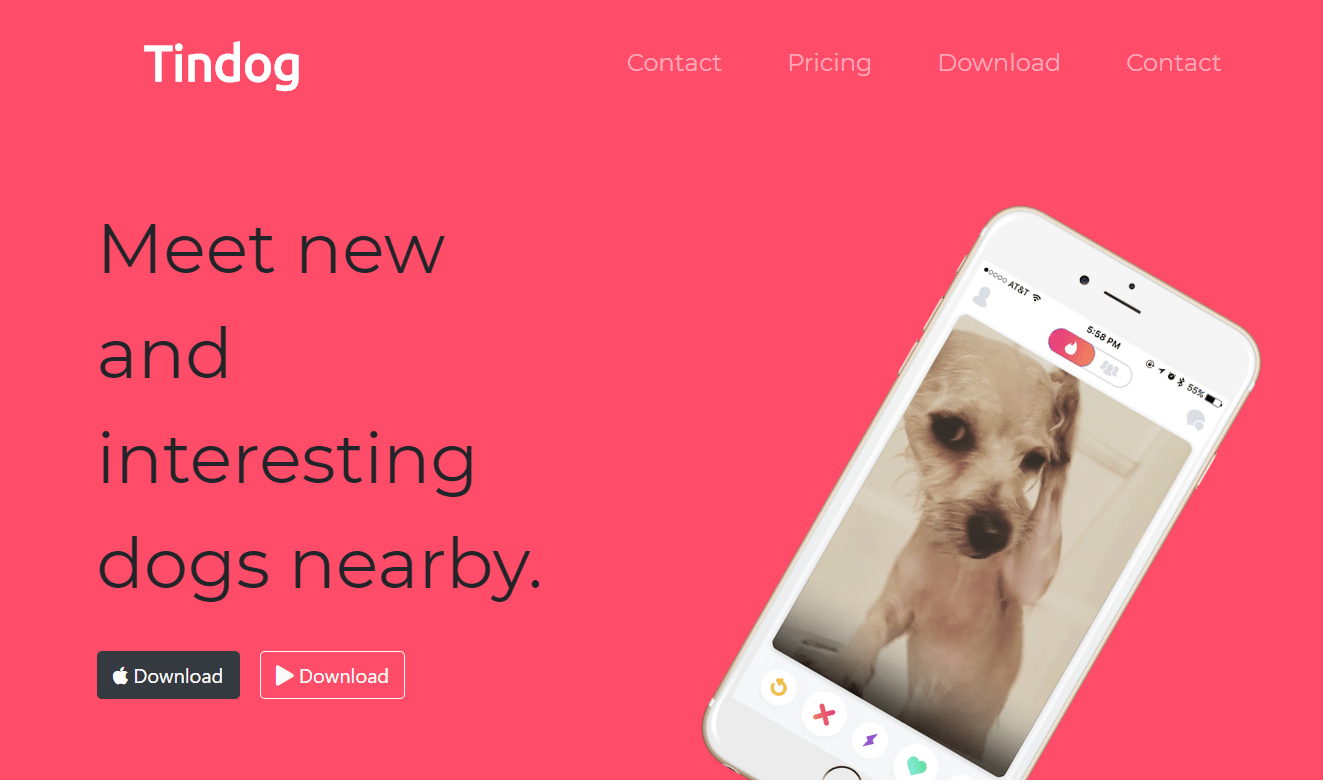 Tindog
Contact
Pricing
Download
Contact
Meet new
and
interesting
dogs nearby.
Download
Download
AT&T
5:58 PM
55%